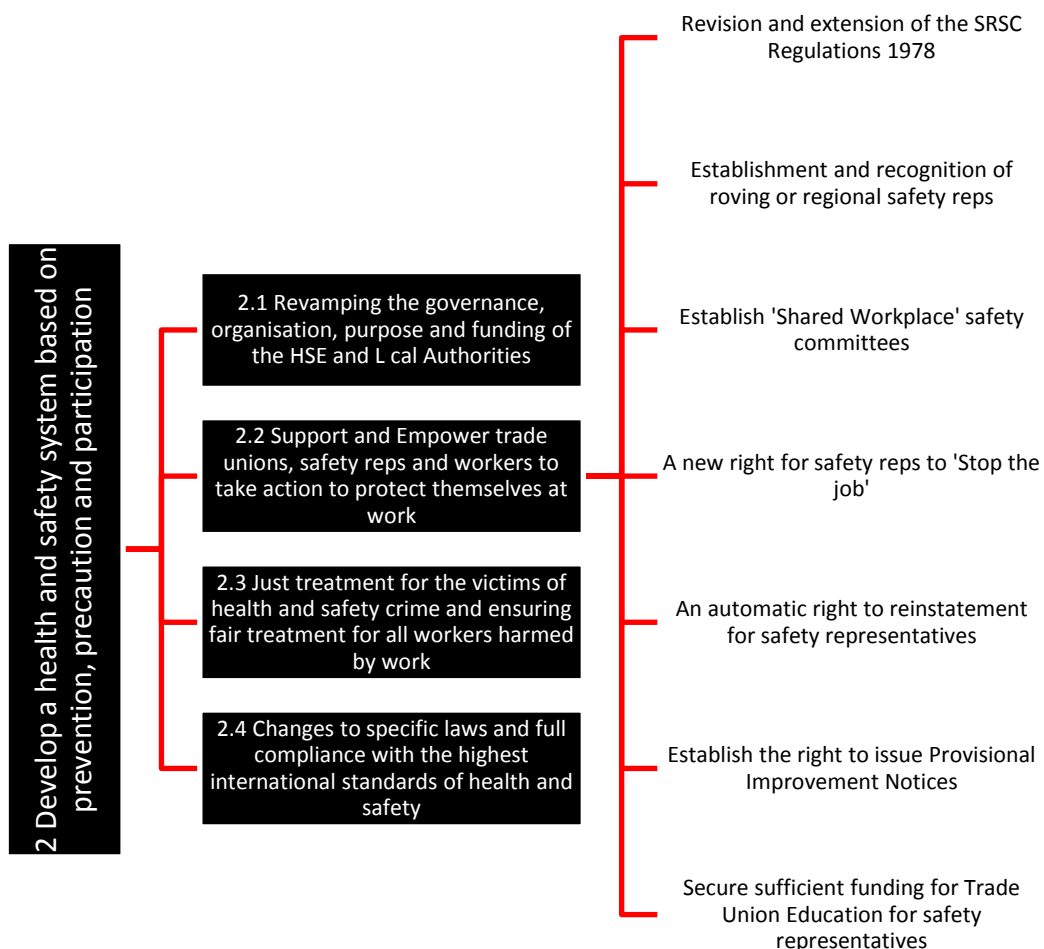 2 Develop a health and safety system based on
prevention, precaution and participation
2.1 Revamping the governance,
organisation, purpose and funding of
the HSE and L cal Authorities
2.2 Support and Empower trade
unions, safety reps and workers to
take action to protect themselves at
work
2.3 Just treatment for the victims of
health and safety crime and ensuring
fair treatment for all workers harmed
by work
2.4 Changes to specific laws and full
compliance with the highest
international standards of health and
safety
Revision and extension of the SRSC
Regulations 1978
Establishment and recognition of
roving or regional safety reps
Establish 'Shared Workplace' safety
committees
A new right for safety reps to 'Stop the
job'
An automatic right to reinstatement
for safety representatives
Establish the right to issue Provisional
Improvement Notices
Secure sufficient funding for Trade
Union Education for safety
representatives